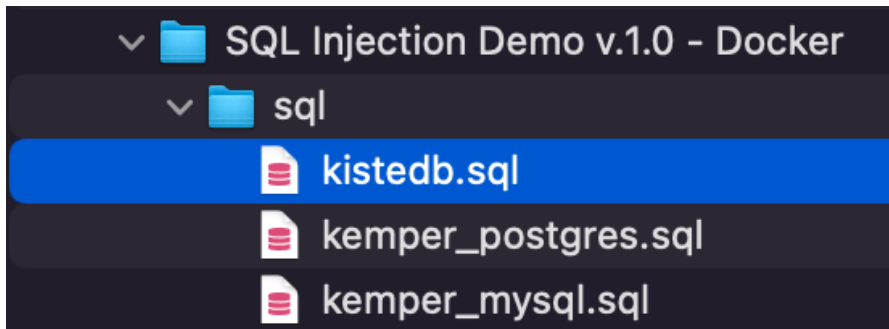 SQL Injection Demo v.1.0 - Docker
sql
kistedb.sql
kemper_postgres.sql
kemper_mysql.sql